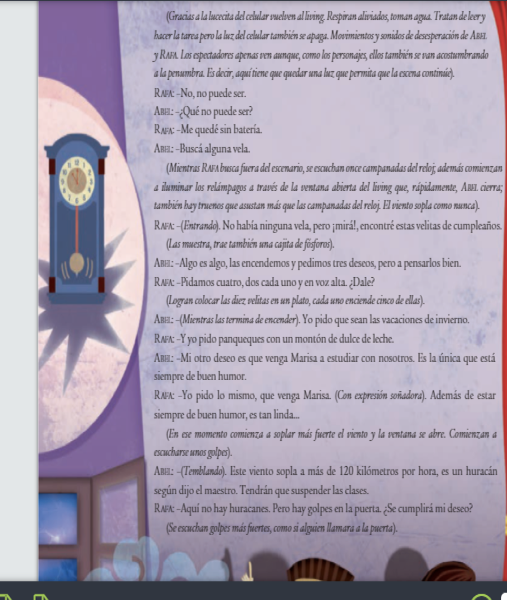 (Gracias a la lucecita del celular vuelven al living. Respiran aliviados, toman agua. Tratan de leer y
hacer la tarea pero la luz del celular también se apaga. Movimientos y sonidos de desesperación de ABEL
y RAFA. Los espectadores apenas ven aunque, como los personajes, ellos también se van acostumbrando
a la penumbra. Es decir, aquí tiene que quedar una luz que permita que la escena continúe).
RAFA: –No, no puede ser.
ABEL: –¿Qué no puede ser?
RAFA: –Me quedé sin batería.
ABEL: –Buscá alguna vela.
(Mientras RAFA busca fuera del escenario, se escuchan once campanadas del reloj; además comienzan
a iluminar los relámpagos a través de la ventana abierta del living que, rápidamente, ABEL cierra;
también hay truenos que asustan más que las campanadas del reloj. El viento sopla como nunca).
RAFA: –(Entrando). No había ninguna vela, pero ¡mirá!, encontré estas velitas de cumpleaños.
(Las muestra, trae también una cajita de fósforos).
ABEL: –Algo es algo, las encendemos y pedimos tres deseos, pero a pensarlos bien.
RAFA: –Pidamos cuatro, dos cada uno y en voz alta. ¿Dale?
(Logran colocar las diez velitas en un plato, cada uno enciende cinco de ellas).
ABEL: –(Mientras las termina de encender). Yo pido que sean las vacaciones de invierno.
RAFA: –Y yo pido panqueques con un montón de dulce de leche.
ABEL: –Mi otro deseo es que venga Marisa a estudiar con nosotros. Es la única que está
siempre de buen humor.
RAFA: –Yo pido lo mismo, que venga Marisa. (Con expresión soñadora). Además de estar
siempre de buen humor, es tan linda...
(En ese momento comienza a soplar más fuerte el viento y la ventana se abre. Comienzan a
escucharse unos golpes).
ABEL: –(Temblando). Este viento sopla a más de 120 kilómetros por hora, es un huracán
según dijo el maestro. Tendrán que suspender las clases.
RAFA: –Aquí no hay huracanes. Pero hay golpes en la puerta. ¿Se cumplirá mi deseo?
(Se escuchan golpes más fuertes, como si alguien llamara a la puerta).